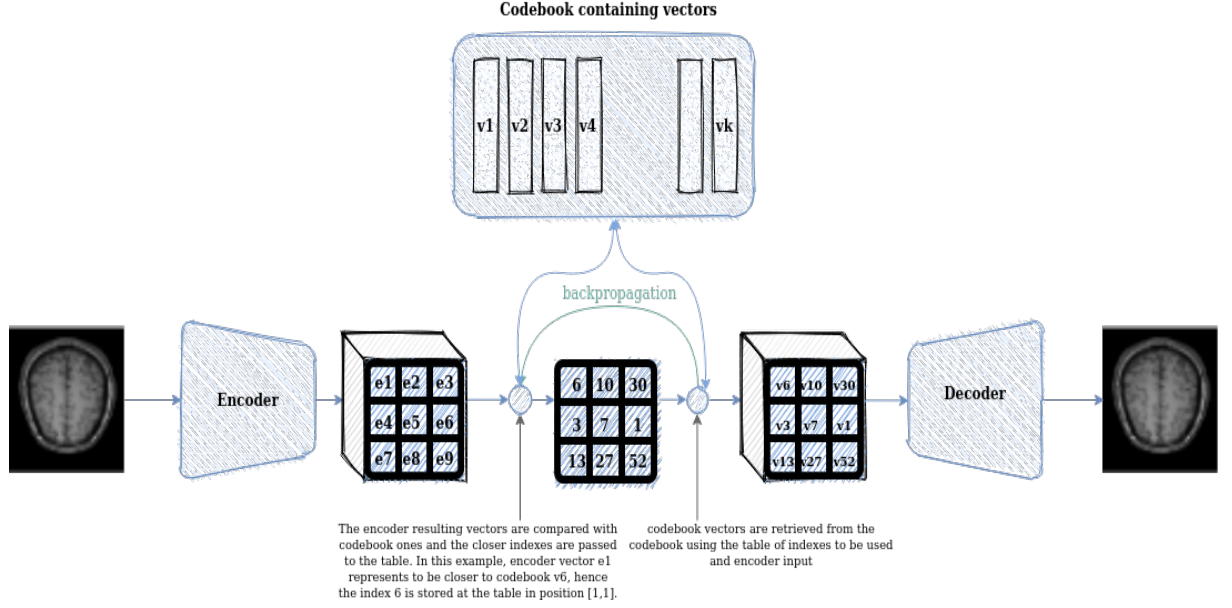 Codebook containing vectors
v1 v2 v3 v4 vk
backpropagation
Encoder
e1 e2 e3
e4 e5 e6
e7 e8 e9
6 10 30
3 7 1
13 27 52
v6 v10 v30
v3 v7 v1
v13 v27 v52
Decoder
The encoder resulting vectors are compared with
codebook ones and the closer indexes are passed
to the table. In this example, encoder vector e1
represents to be closer to codebook v6, hence
the index 6 is stored at the table in position [1,1].
codebook vectors are retrieved from the
codebook using the table of indexes to be used
and encoder input